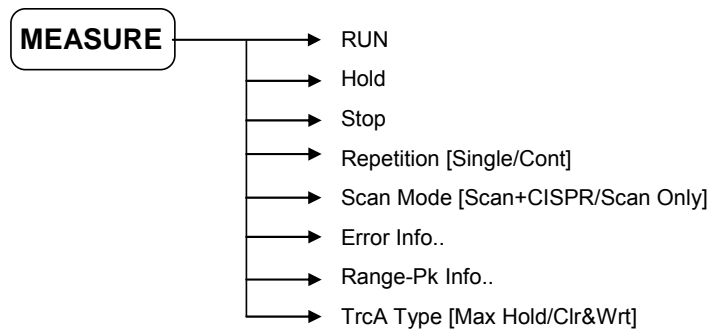 MEASURE
RUN
Hold
Stop
Repetition [Single/Cont]
Scan Mode [Scan+CISPR/Scan Only]
Error Info..
Range-Pk Info..
TrcA Type [Max Hold/Clr&Wrt]